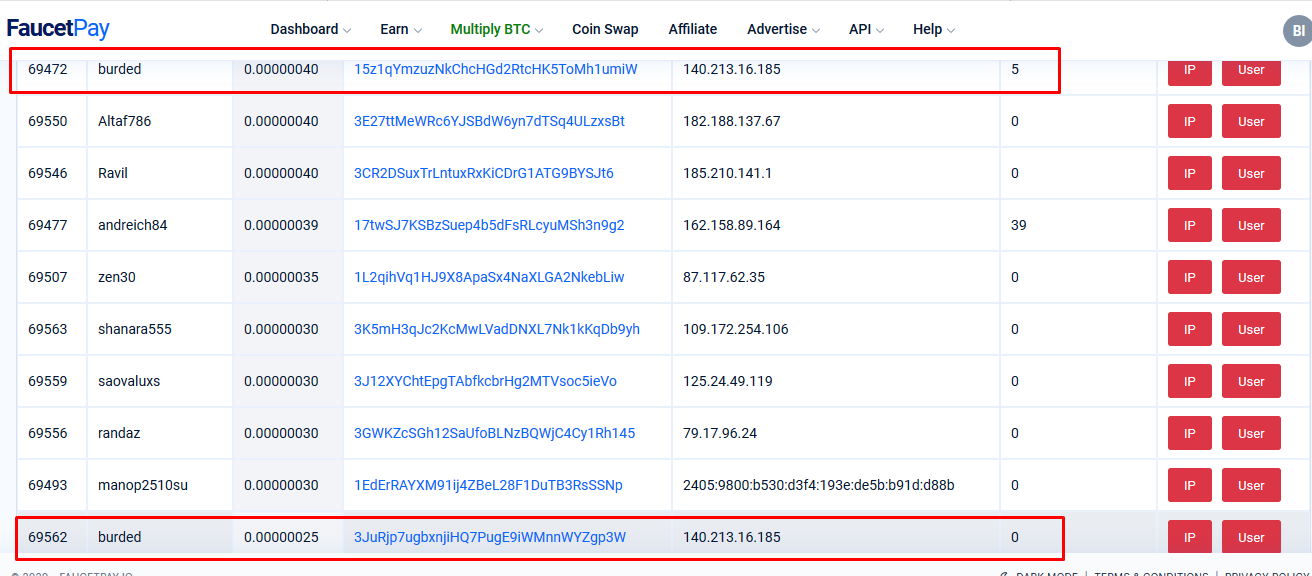 FaucetPay Dashboard Earn Multiply BTC Coin Swap Affiliate Advertise API Help BI
69472 burded 0.00000040 15z1qYmzuzNkChcHGd2RtcHK5ToMh1umiW 140.213.16.185 5 IP User
69550 Altaf786 0.00000040 3E27ttMeWRc6YJSBdW6yn7dTSq4ULzxsBt 182.188.137.67 0 IP User
69546 Ravil 0.00000040 3CR2DSuxTrLntuxRxKiCDrG1ATG9BYSJt6 185.210.141.1 0 IP User
69477 andreich84 0.00000039 17twSJ7KSBzSuep4b5dFsRLcyuMSh3n9g2 162.158.89.164 39 IP User
69507 zen30 0.00000035 1L2qihVq1HJ9X8ApaSx4NaXLGA2NkebLiw 87.117.62.35 0 IP User
69563 shanara555 0.00000030 3K5mH3qJc2KcMwLVadDNXL7Nk1kKqDb9yh 109.172.254.106 0 IP User
69559 saovaluxs 0.00000030 3J12XYChtEpgTAbfkcbrHg2MTVsoc5ieVo 125.24.49.119 0 IP User
69556 randaz 0.00000030 3GWKZcSGh12SaUfoBLNzBQWjC4Cy1Rh145 79.17.96.24 0 IP User
69493 manop2510su 0.00000030 1EdErRAYXM91ij4ZBeL28F1DuTB3RsSSNp 2405:9800:b530:d3f4:193e:de5b:b91d:d88b 0 IP User
69562 burded 0.00000025 3JuRjp7ugbxnjiHQ7PugE9iWMnnWYZgp3W 140.213.16.185 0 IP User
© 2020 - FAUCETPAY.IO DARK MODE | TERMS & CONDITIONS | PRIVACY POLICY